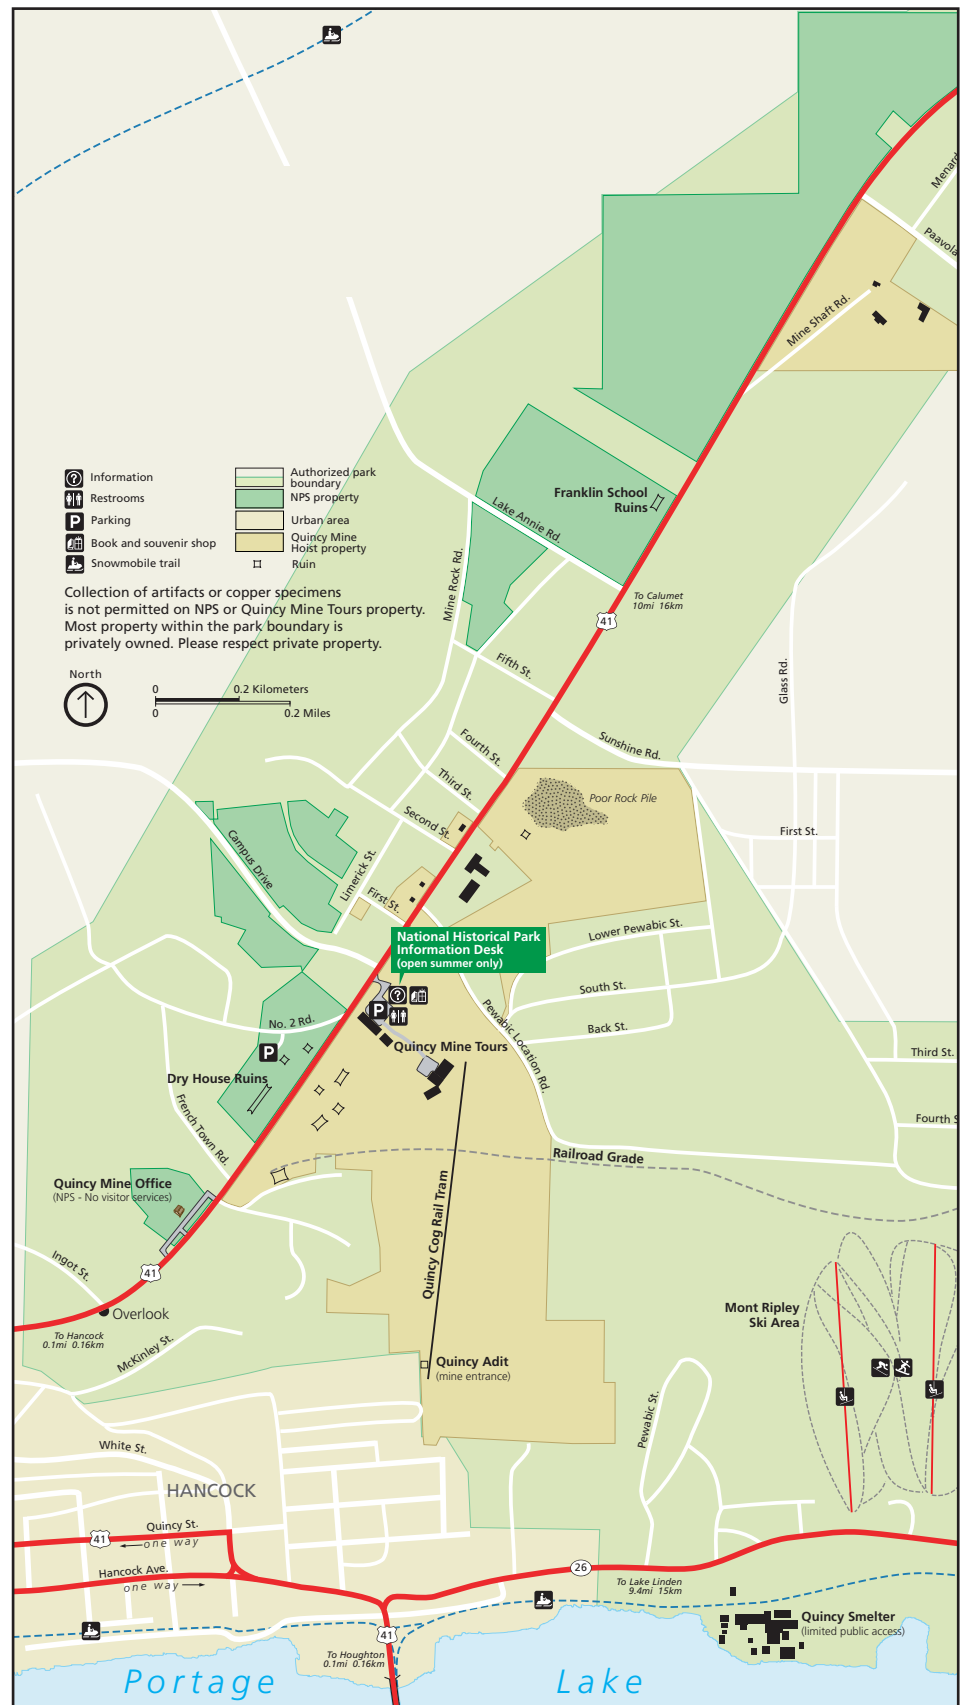 Menard
Paavola
Mine Shaft Rd.
Information
Restrooms
Parking
Book and souvenir shop
Snowmobile trail
Authorized park
boundary
NPS property
Urban area
Quincy Mine
Hoist property
Ruin
Collection of artifacts or copper specimens
is not permitted on NPS or Quincy Mine Tours property.
Most property within the park boundary is
privately owned. Please respect private property.
North
0 0.2 Kilometers
0 0.2 Miles
Franklin School
Ruins
Lake Annie Rd.
Mine Rock Rd.
To Calumet
10mi 16km
41
Fifth St.
Glass Rd.
Sunshine Rd.
Fourth St.
Third St.
Second St.
Poor Rock Pile
First St.
Campus Drive
Limerick St.
First St.
National Historical Park
Information Desk
(open summer only)
Lower Pewabic St.
South St.
Back St.
Pewabic Location Rd.
P
No. 2 Rd.
P
Quincy Mine Tours
Dry House Ruins
Third St.
Fourth S
French Town Rd.
Railroad Grade
Quincy Mine Office
(NPS - No visitor services)
Quincy Cog Rail Tram
Ingot St.
41
Overlook
To Hancock
0.1mi 0.16km
McKinley St.
Mont Ripley
Ski Area
Quincy Adit
(mine entrance)
Pewabic St.
White St.
HANCOCK
Quincy St.
41
one way
Hancock Ave.
one way
26
To Lake Linden
9.4mi 15km
Quincy Smelter
(limited public access)
41
To Houghton
0.1mi 0.16km
Portage Lake